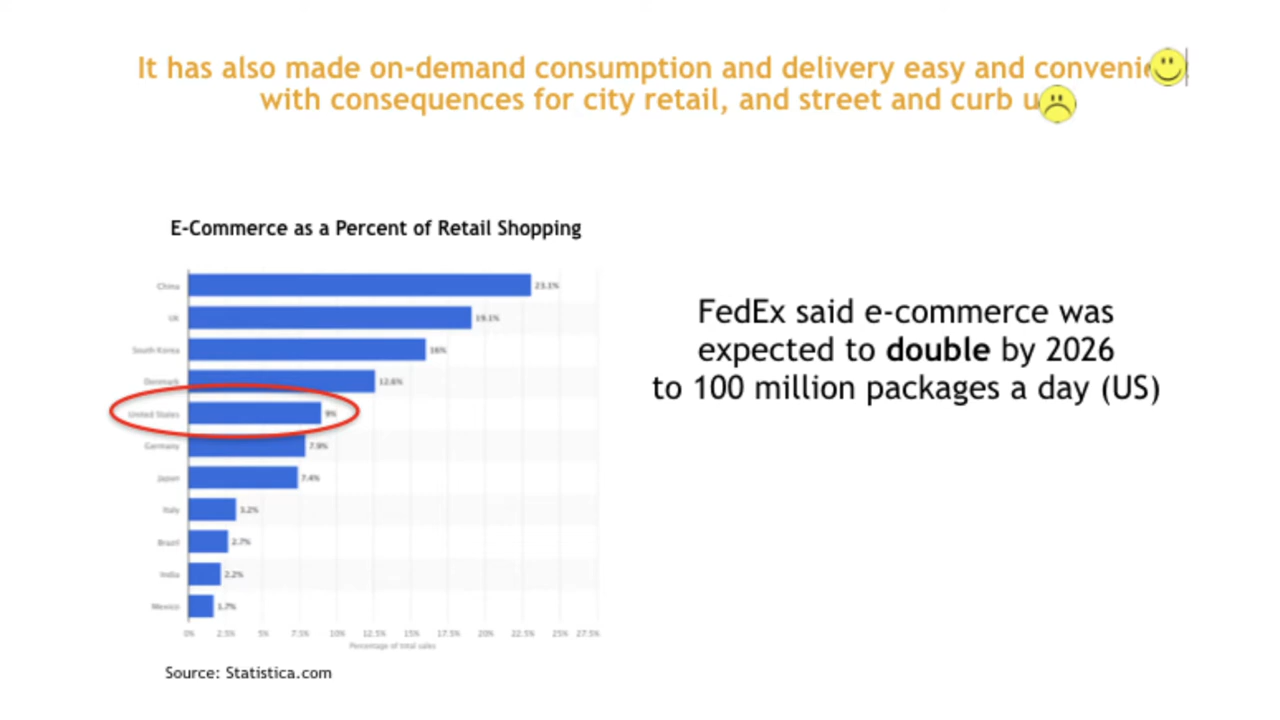 It has also made on-demand consumption and delivery easy and
with consequences for city retail, and street and curb
E-Commerce as a Percent of Retail Shopping
China 23.1%
UK 19.1%
South Korea 16%
Denmark 12.6%
United States 9%
Germany 7.9%
Japan 7.4%
Italy 3.2%
Brazil 2.7%
India 2.2%
Mexico 1.7%
0% 2.5% 5% 7.5% 10% 12.5% 15% 17.5% 20% 22.5% 25% 27.5%
Percentage of total sales
Source: Statistica.com
FedEx said e-commerce was
expected to double by 2026
to 100 million packages a day (US)